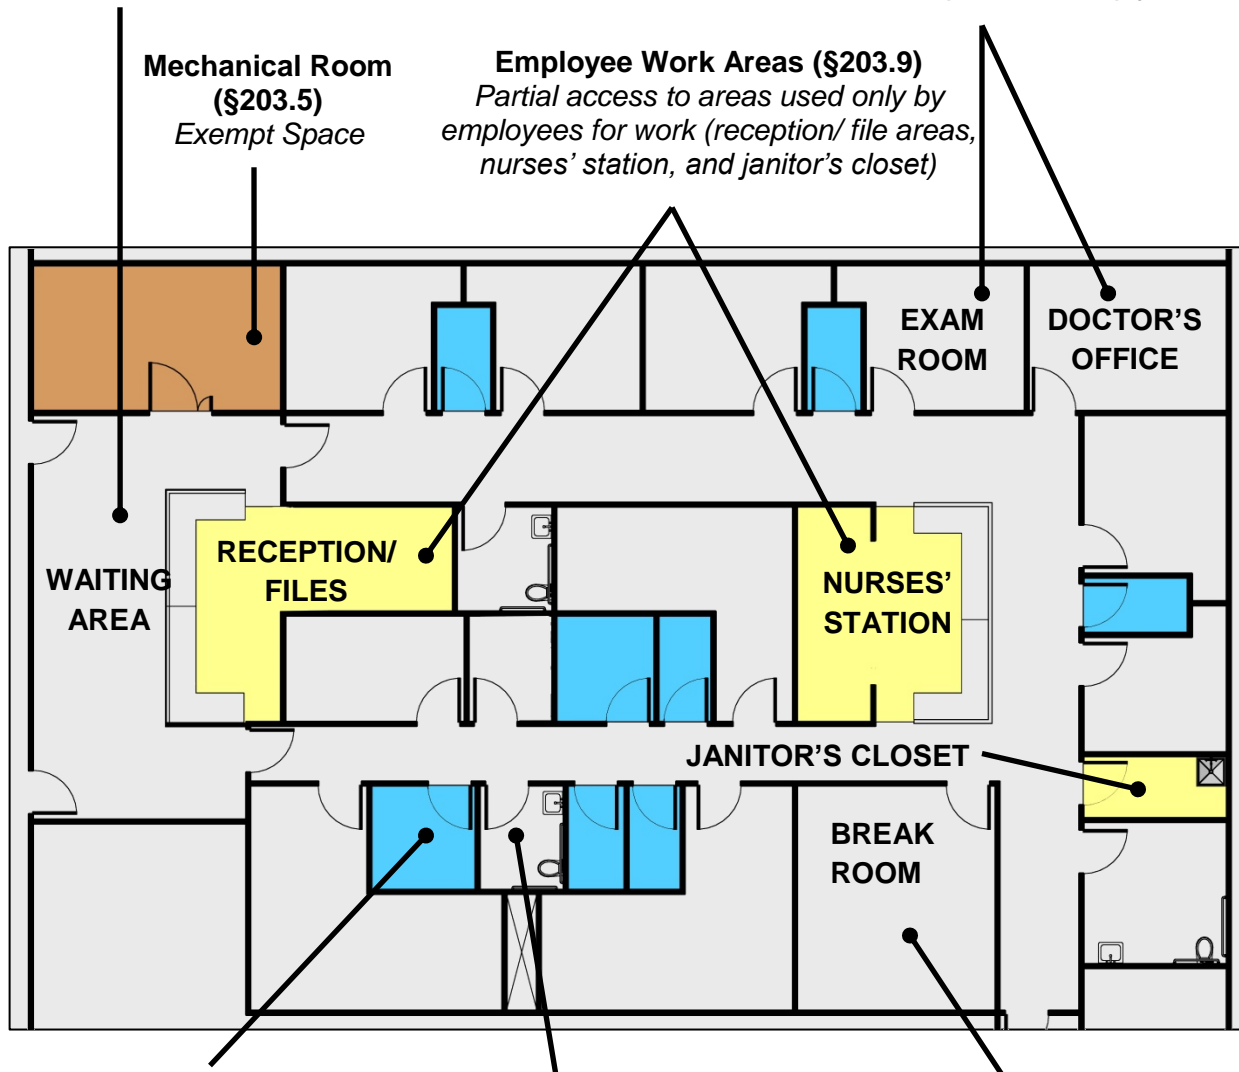 Mechanical Room
(§203.5)
Exempt Space
Employee Work Areas (§203.9)
Partial access to areas used only by
employees for work (reception/ file areas,
nurses’ station, and janitor’s closet)
EXAM
ROOM
DOCTOR’S
OFFICE
WAITING
AREA
RECEPTION/
FILES
NURSES’
STATION
JANITOR’S CLOSET
BREAK
ROOM